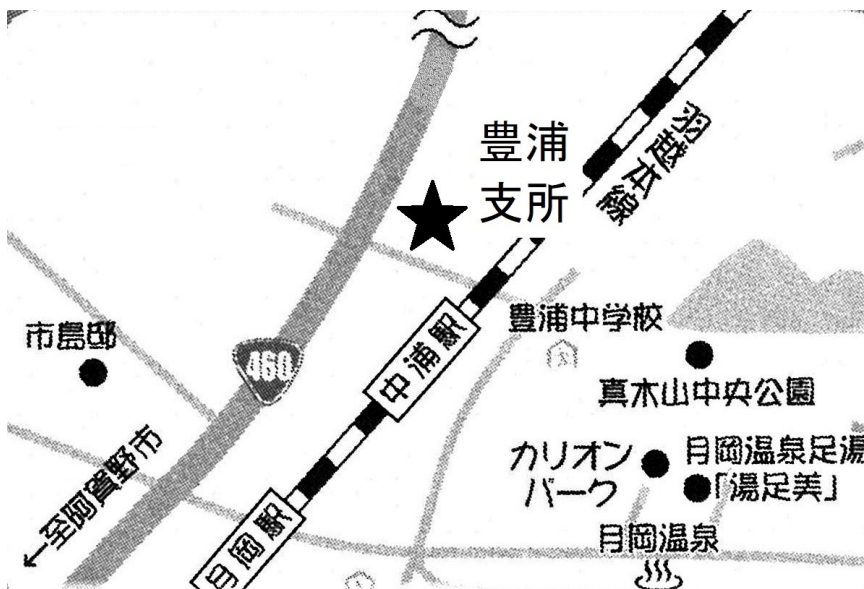 豊浦
支所
羽越本線
豊浦中学校
市島邸
460
中浦駅
真木山中央公園
カリオン
パーク
月岡温泉足湯
「湯足美」
←至阿賀野市
月岡駅
月岡温泉